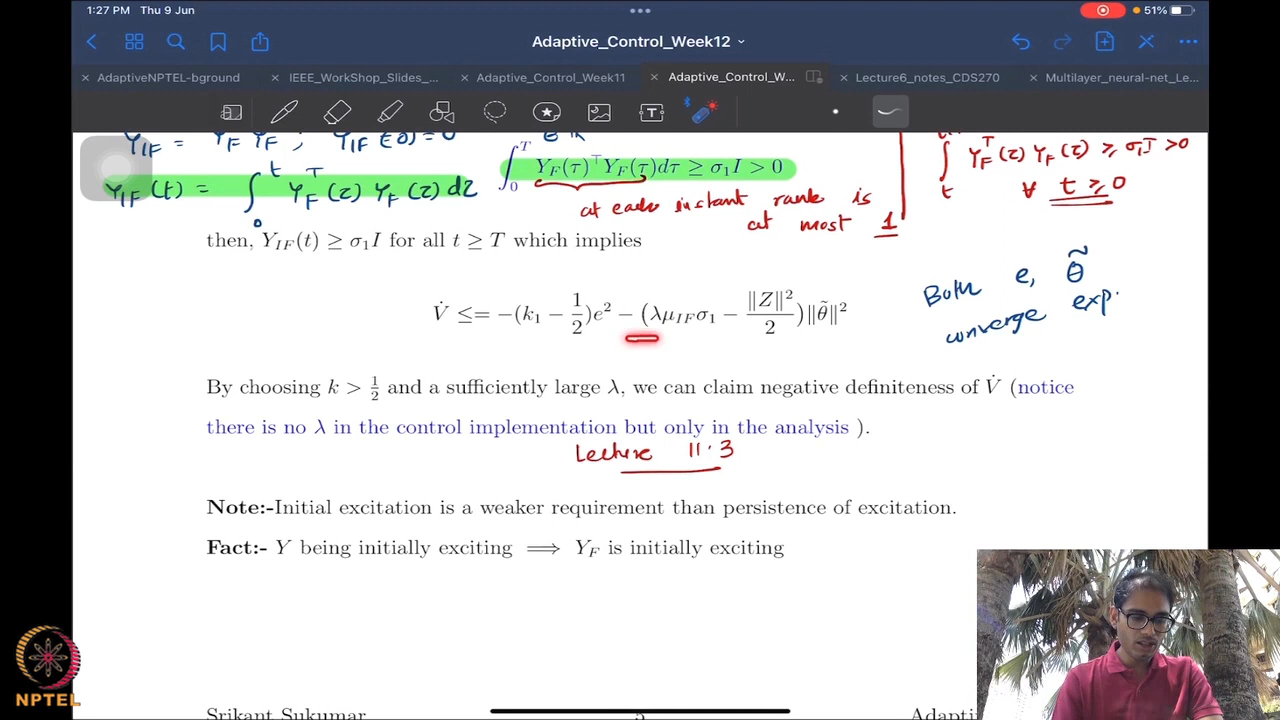 1:27 PM Thu 9 Jun
51%
Adaptive_Control_Week12
AdaptiveNPTEL-bground
IEEE_WorkShop_Slides_...
Adaptive_Control_Week11
Adaptive_Control_W...
Lecture6_notes_CDS270
Multilayer_neural-net_Le...
Y_IF (t) = ∫_0^t Y_F^T (τ) Y_F (τ) dτ
∫_0^T Y_F(τ)^⊤ Y_F(τ)dτ ≥ σ_1 I > 0
at each instant rank is
at most 1
Y_F^T (τ) Y_F (τ) ≥ σ_1 I > 0
∀ t ≥ 0
then, Y_IF(t) ≥ σ_1 I for all t ≥ T which implies
V̇ ≤= −(k_1 − 1/2)e² − (λμ_IF σ_1 − ‖Z‖²/2)‖θ̃‖²
Both e, θ̃
converge exp.
By choosing k > 1/2 and a sufficiently large λ, we can claim negative definiteness of V̇ (notice
there is no λ in the control implementation but only in the analysis ).
Lecture 11.3
Note:-Initial excitation is a weaker requirement than persistence of excitation.
Fact:- Y being initially exciting ⟹ Y_F is initially exciting
NPTEL
Srikant Sukumar